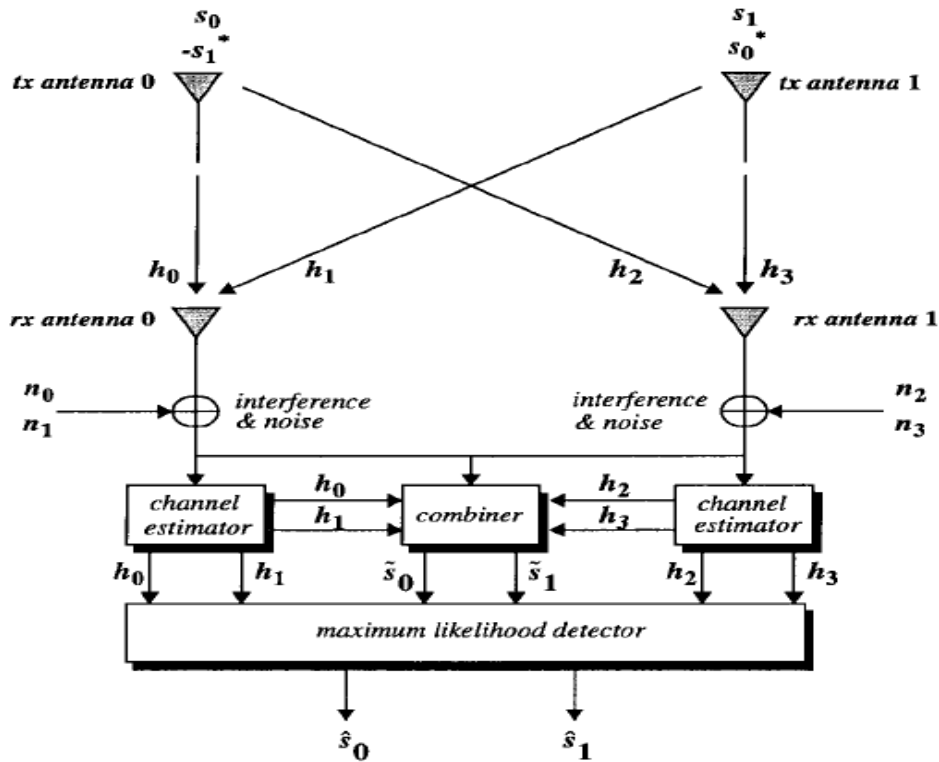 s₀ s₁
-s₁* s₀*
tx antenna 0 tx antenna 1
h₀ h₁ h₂ h₃
rx antenna 0 rx antenna 1
n₀ interference interference n₂
n₁ & noise & noise n₃
channel estimator h₀ combiner h₂ channel estimator
h₁ h₃
h₀ h₁ s̃₀ s̃₁ h₂ h₃
maximum likelihood detector
ŝ₀ ŝ₁